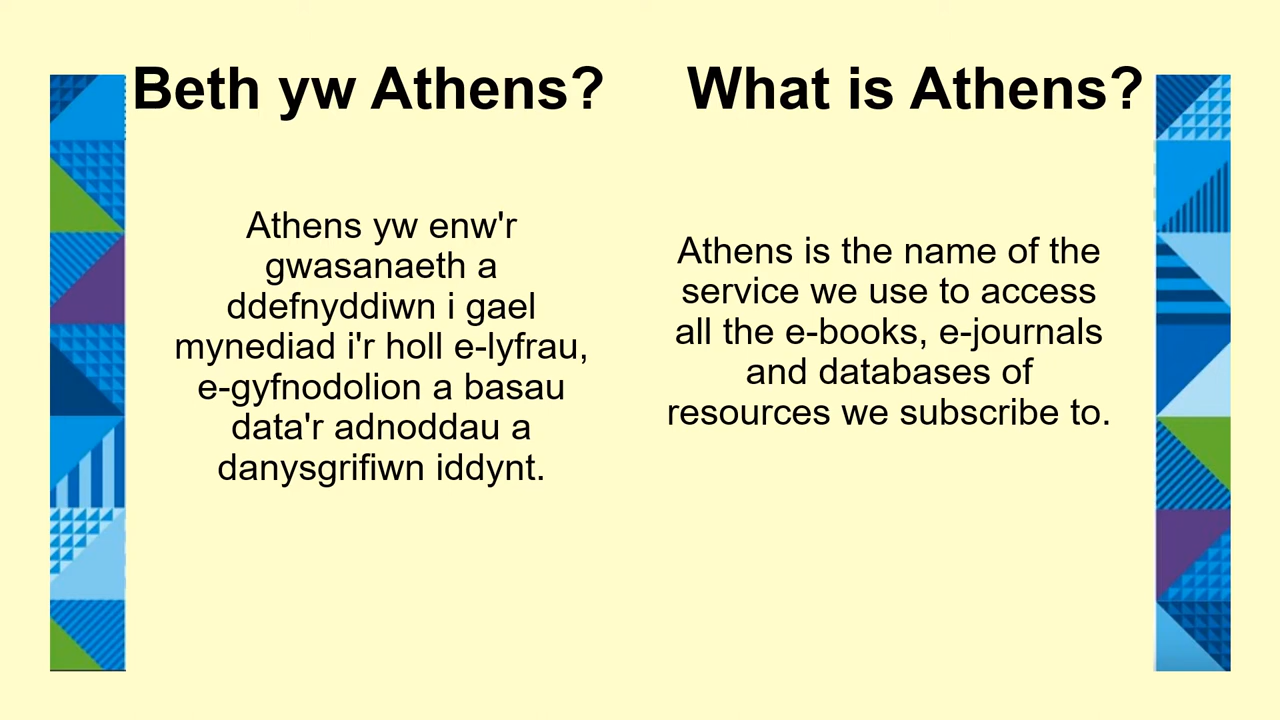 Beth yw Athens?
Athens yw enw'r
gwasanaeth a
ddefnyddiwn i gael
mynediad i'r holl e-lyfrau,
e-gyfnodolion a basau
data'r adnoddau a
danysgrifiwn iddynt.
What is Athens?
Athens is the name of the
service we use to access
all the e-books, e-journals
and databases of
resources we subscribe to.